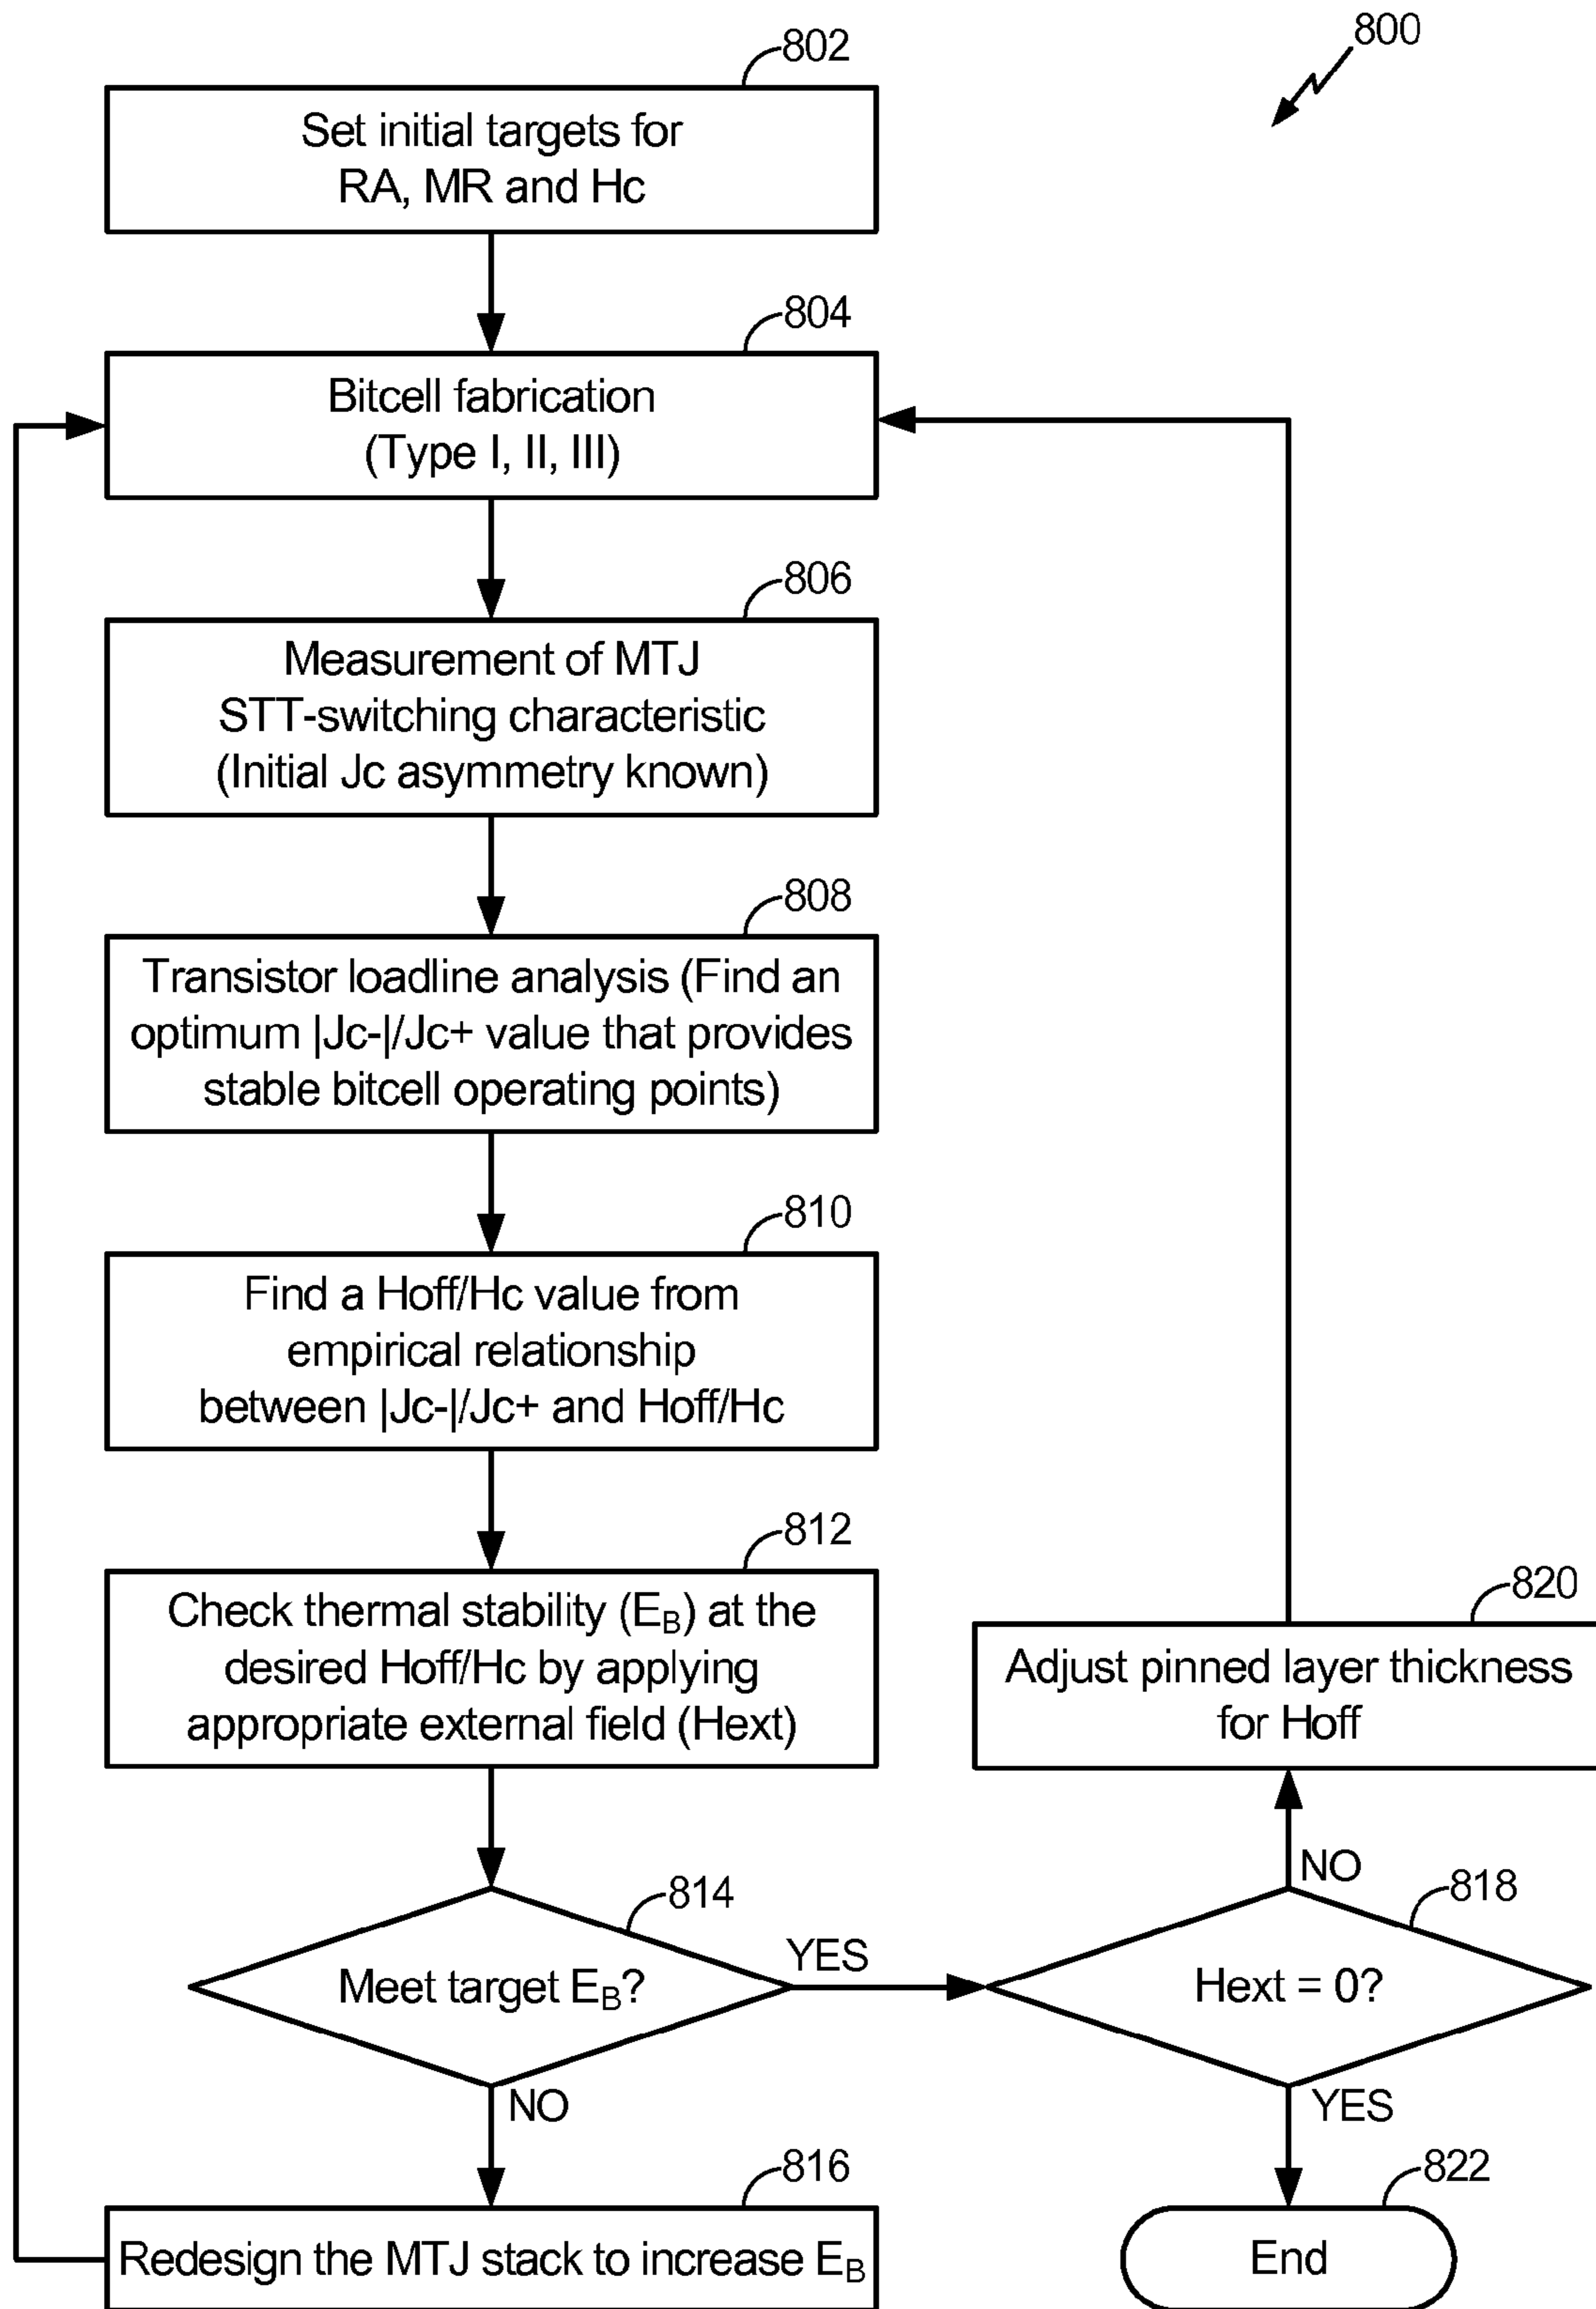 800
802
Set initial targets for
RA, MR and Hc
804
Bitcell fabrication
(Type I, II, III)
806
Measurement of MTJ
STT-switching characteristic
(Initial Jc asymmetry known)
808
Transistor loadline analysis (Find an
optimum |Jc-|/Jc+ value that provides
stable bitcell operating points)
810
Find a Hoff/Hc value from
empirical relationship
between |Jc-|/Jc+ and Hoff/Hc
812
Check thermal stability (E_B) at the
desired Hoff/Hc by applying
appropriate external field (Hext)
820
Adjust pinned layer thickness
for Hoff
814
Meet target E_B?
YES
NO
818
Hext = 0?
NO
YES
816
Redesign the MTJ stack to increase E_B
822
End